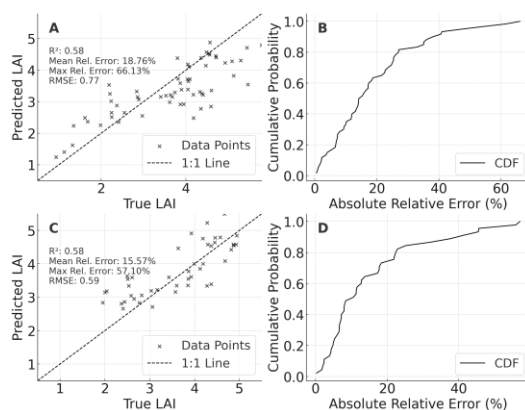 A
R²: 0.58
Mean Rel. Error: 18.76%
Max Rel. Error: 66.13%
RMSE: 0.77
5
4
3
2
1
Predicted LAI
Data Points
1:1 Line
2 4
True LAI
B
1.0
0.8
0.6
0.4
0.2
0.0
Cumulative Probability
CDF
0 20 40 60
Absolute Relative Error (%)
C
R²: 0.58
Mean Rel. Error: 15.57%
Max Rel. Error: 57.10%
RMSE: 0.59
5
4
3
2
1
Predicted LAI
Data Points
1:1 Line
1 2 3 4 5
True LAI
D
1.0
0.8
0.6
0.4
0.2
0.0
Cumulative Probability
CDF
0 20 40
Absolute Relative Error (%)